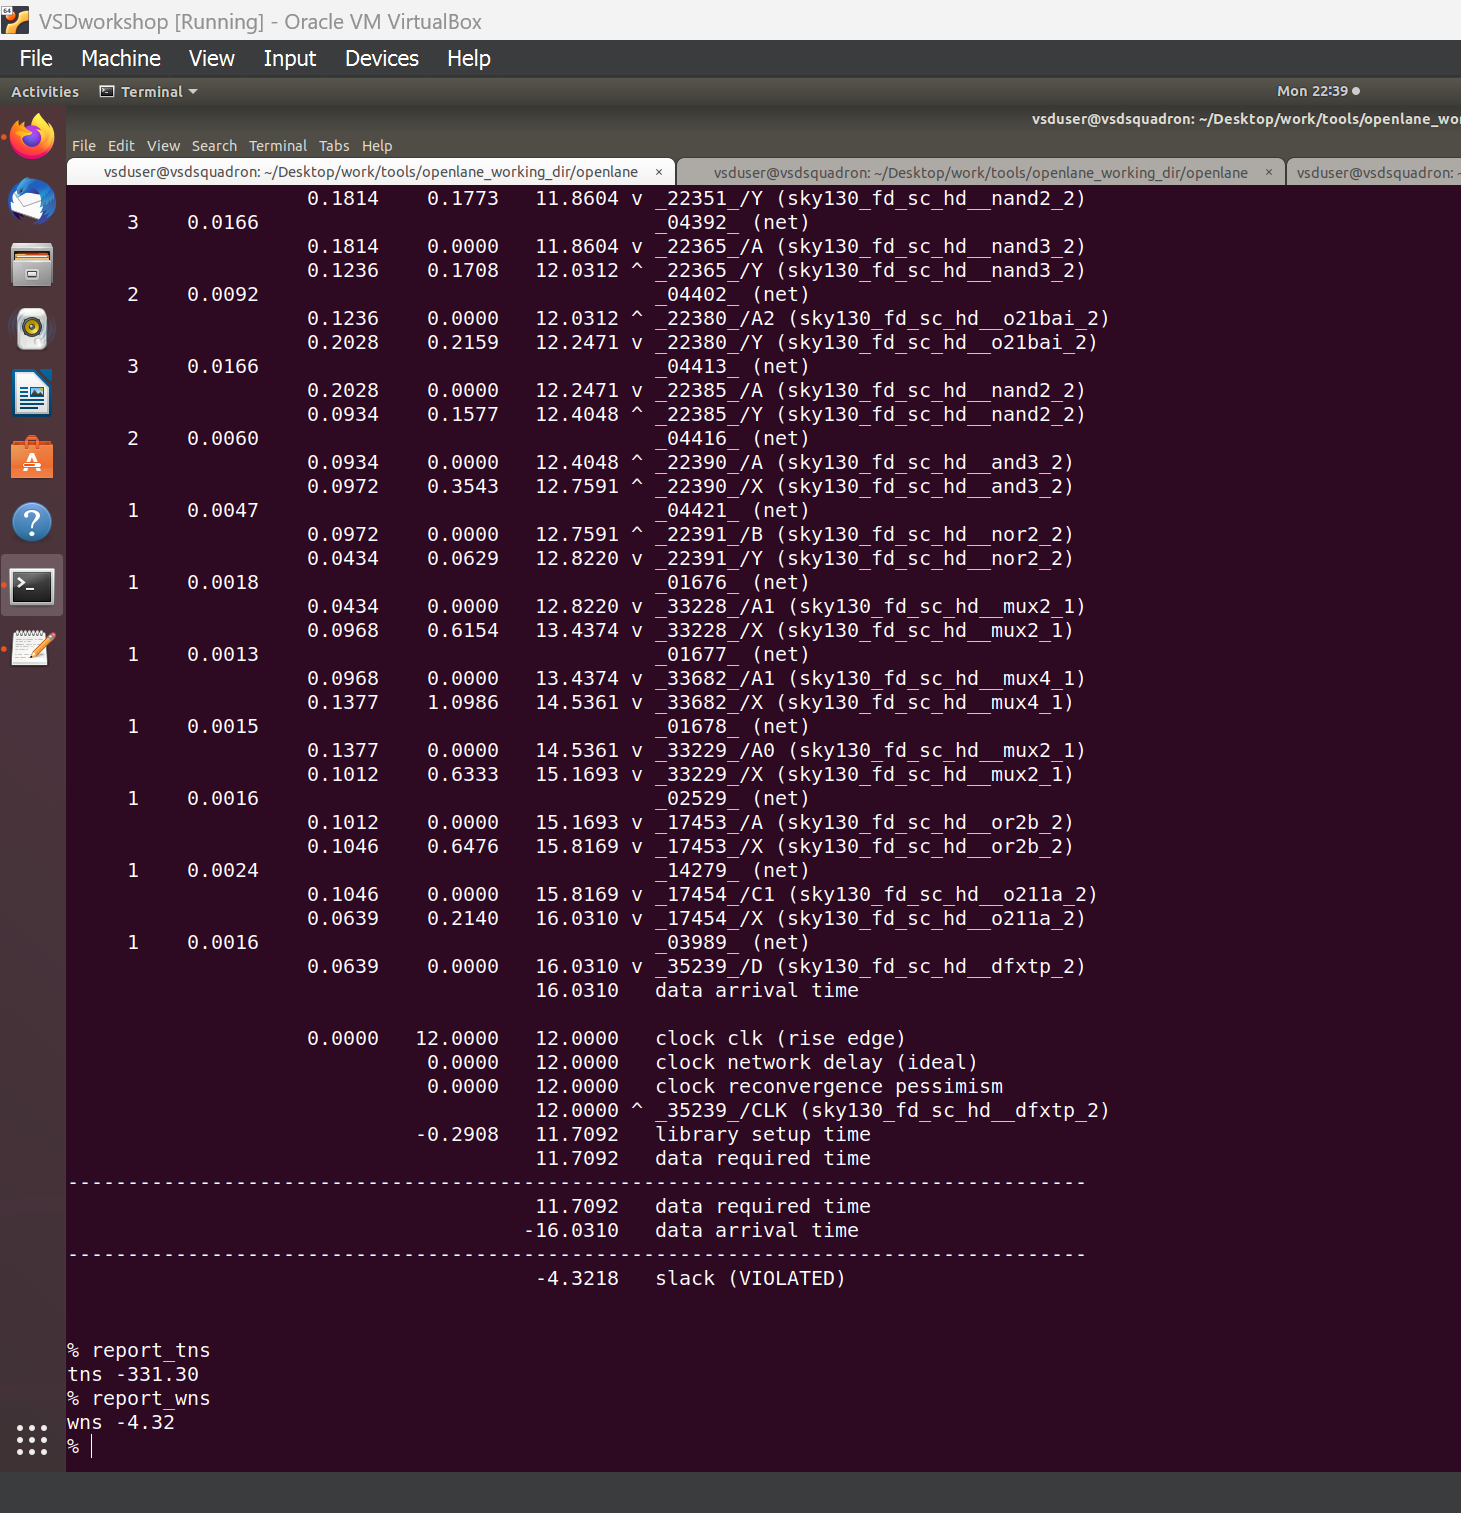 VSDworkshop [Running] - Oracle VM VirtualBox
File Machine View Input Devices Help
Activities Terminal Mon 22:39
vsduser@vsdsquadron: ~/Desktop/work/tools/openlane_wo
File Edit View Search Terminal Tabs Help
vsduser@vsdsquadron: ~/Desktop/work/tools/openlane_working_dir/openlane × vsduser@vsdsquadron: ~/Desktop/work/tools/openlane_working_dir/openlane × vsduser@vsdsquadron: ~
0.1814 0.1773 11.8604 v _22351_/Y (sky130_fd_sc_hd__nand2_2)
3 0.0166 _04392_ (net)
0.1814 0.0000 11.8604 v _22365_/A (sky130_fd_sc_hd__nand3_2)
0.1236 0.1708 12.0312 ^ _22365_/Y (sky130_fd_sc_hd__nand3_2)
2 0.0092 _04402_ (net)
0.1236 0.0000 12.0312 ^ _22380_/A2 (sky130_fd_sc_hd__o21bai_2)
0.2028 0.2159 12.2471 v _22380_/Y (sky130_fd_sc_hd__o21bai_2)
3 0.0166 _04413_ (net)
0.2028 0.0000 12.2471 v _22385_/A (sky130_fd_sc_hd__nand2_2)
0.0934 0.1577 12.4048 ^ _22385_/Y (sky130_fd_sc_hd__nand2_2)
2 0.0060 _04416_ (net)
0.0934 0.0000 12.4048 ^ _22390_/A (sky130_fd_sc_hd__and3_2)
0.0972 0.3543 12.7591 ^ _22390_/X (sky130_fd_sc_hd__and3_2)
1 0.0047 _04421_ (net)
0.0972 0.0000 12.7591 ^ _22391_/B (sky130_fd_sc_hd__nor2_2)
0.0434 0.0629 12.8220 v _22391_/Y (sky130_fd_sc_hd__nor2_2)
1 0.0018 _01676_ (net)
0.0434 0.0000 12.8220 v _33228_/A1 (sky130_fd_sc_hd__mux2_1)
0.0968 0.6154 13.4374 v _33228_/X (sky130_fd_sc_hd__mux2_1)
1 0.0013 _01677_ (net)
0.0968 0.0000 13.4374 v _33682_/A1 (sky130_fd_sc_hd__mux4_1)
0.1377 1.0986 14.5361 v _33682_/X (sky130_fd_sc_hd__mux4_1)
1 0.0015 _01678_ (net)
0.1377 0.0000 14.5361 v _33229_/A0 (sky130_fd_sc_hd__mux2_1)
0.1012 0.6333 15.1693 v _33229_/X (sky130_fd_sc_hd__mux2_1)
1 0.0016 _02529_ (net)
0.1012 0.0000 15.1693 v _17453_/A (sky130_fd_sc_hd__or2b_2)
0.1046 0.6476 15.8169 v _17453_/X (sky130_fd_sc_hd__or2b_2)
1 0.0024 _14279_ (net)
0.1046 0.0000 15.8169 v _17454_/C1 (sky130_fd_sc_hd__o211a_2)
0.0639 0.2140 16.0310 v _17454_/X (sky130_fd_sc_hd__o211a_2)
1 0.0016 _03989_ (net)
0.0639 0.0000 16.0310 v _35239_/D (sky130_fd_sc_hd__dfxtp_2)
16.0310 data arrival time
0.0000 12.0000 12.0000 clock clk (rise edge)
0.0000 12.0000 clock network delay (ideal)
0.0000 12.0000 clock reconvergence pessimism
12.0000 ^ _35239_/CLK (sky130_fd_sc_hd__dfxtp_2)
-0.2908 11.7092 library setup time
11.7092 data required time
-------------------------------------------------------------------------------------
11.7092 data required time
-16.0310 data arrival time
-------------------------------------------------------------------------------------
-4.3218 slack (VIOLATED)
% report_tns
tns -331.30
% report_wns
wns -4.32
%